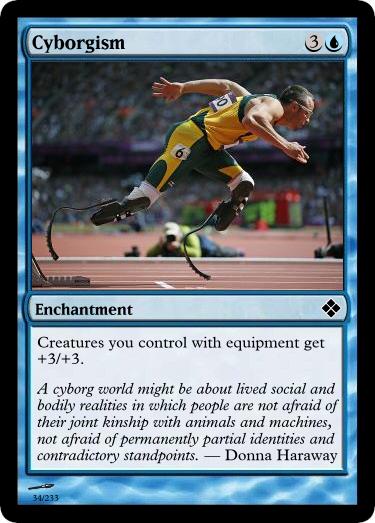 Cyborgism
3
6
Enchantment
Creatures you control with equipment get
+3/+3.
A cyborg world might be about lived social and
bodily realities in which people are not afraid of
their joint kinship with animals and machines,
not afraid of permanently partial identities and
contradictory standpoints. — Donna Haraway
34/233